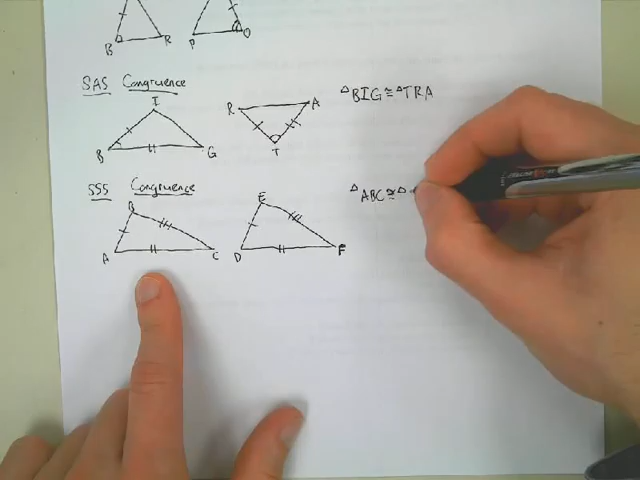 B R P O
SAS Congruence
I
B G
R A
T
△BIG≅△TRA
SSS Congruence
B
A C
E
D F
△ABC≅△